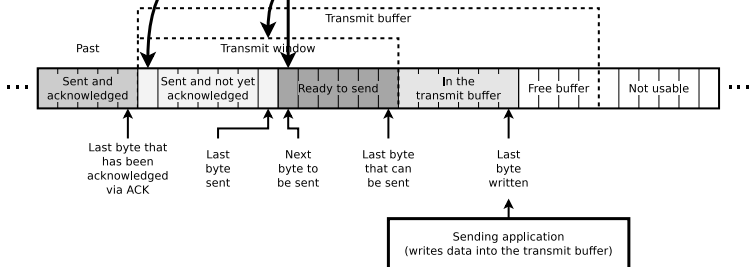 Transmit buffer
Past
Transmit window
Sent and
acknowledged
Sent and not yet
acknowledged
Ready to send
In the
transmit buffer
Free buffer
Not usable
Last byte that
has been
acknowledged
via ACK
Last
byte
sent
Next
byte to
be sent
Last byte
that can
be sent
Last
byte
written
Sending application
(writes data into the transmit buffer)